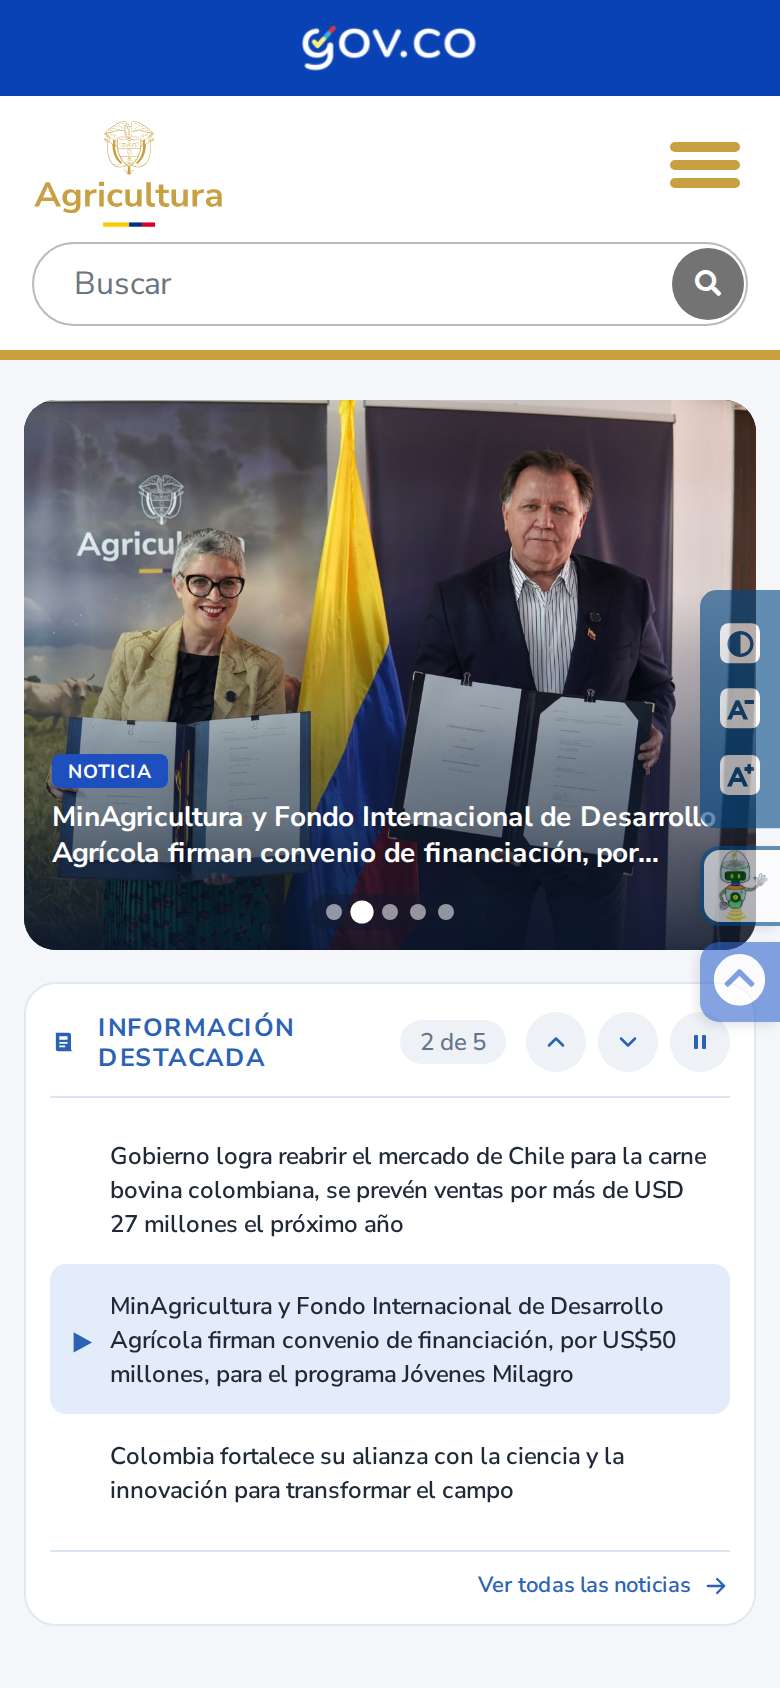 GOV.CO
Agricultura
Buscar
Agricultura
NOTICIA
MinAgricultura y Fondo Internacional de Desarrollo
Agrícola firman convenio de financiación, por...
A-
A+
INFORMACIÓN
DESTACADA
2 de 5
Gobierno logra reabrir el mercado de Chile para la carne
bovina colombiana, se prevén ventas por más de USD
27 millones el próximo año
MinAgricultura y Fondo Internacional de Desarrollo
Agrícola firman convenio de financiación, por US$50
millones, para el programa Jóvenes Milagro
Colombia fortalece su alianza con la ciencia y la
innovación para transformar el campo
Ver todas las noticias